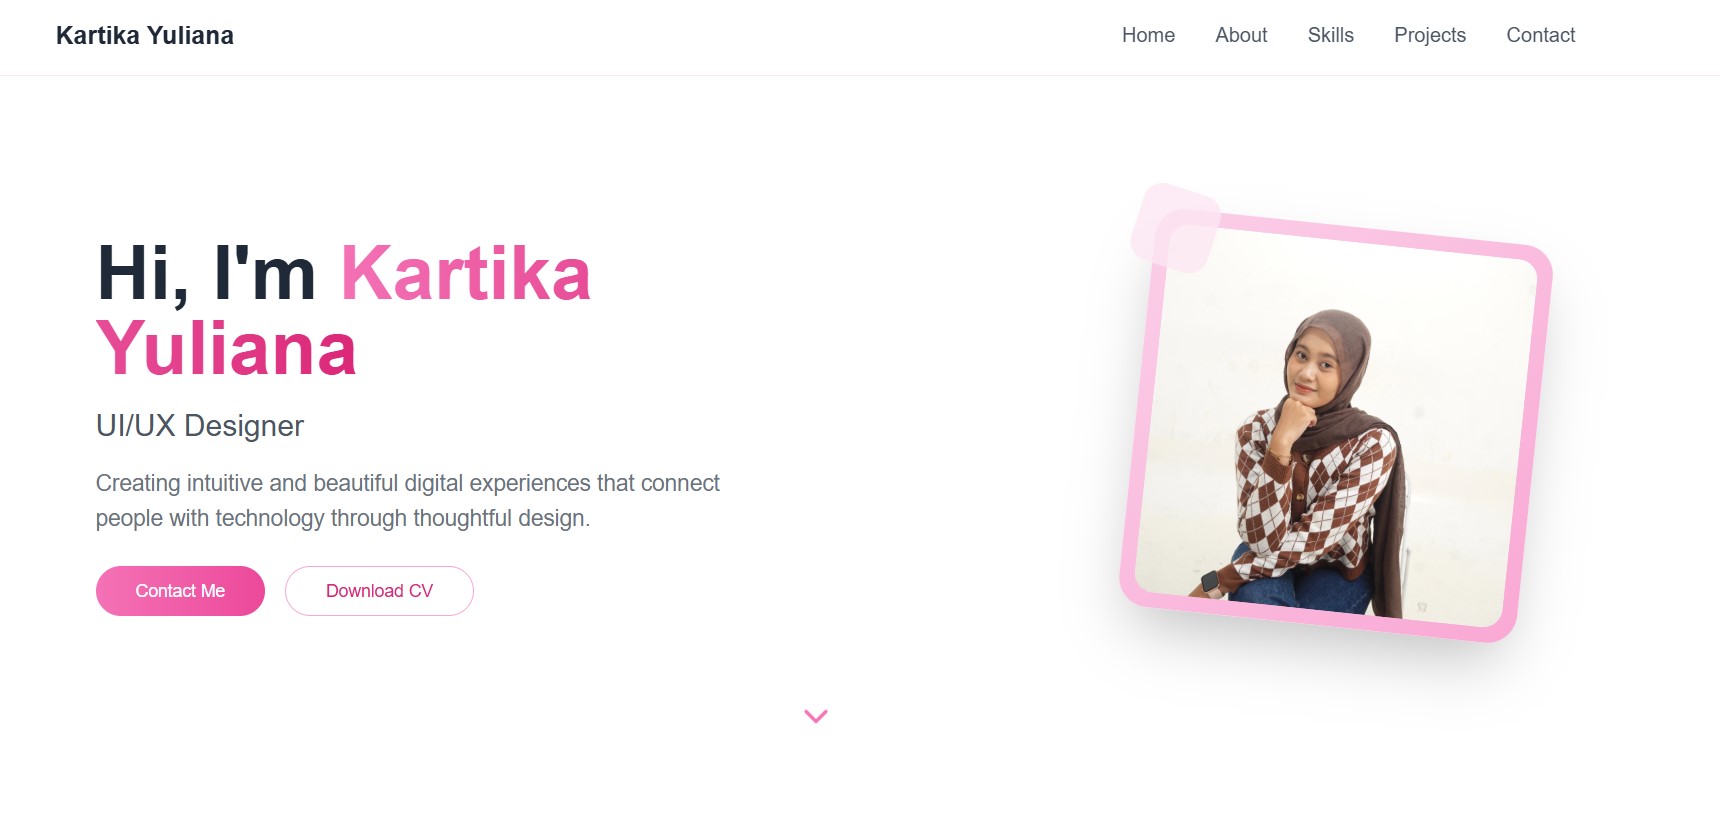 Kartika Yuliana
Home
About
Skills
Projects
Contact
Hi, I'm Kartika
Yuliana
UI/UX Designer
Creating intuitive and beautiful digital experiences that connect
people with technology through thoughtful design.
Contact Me
Download CV